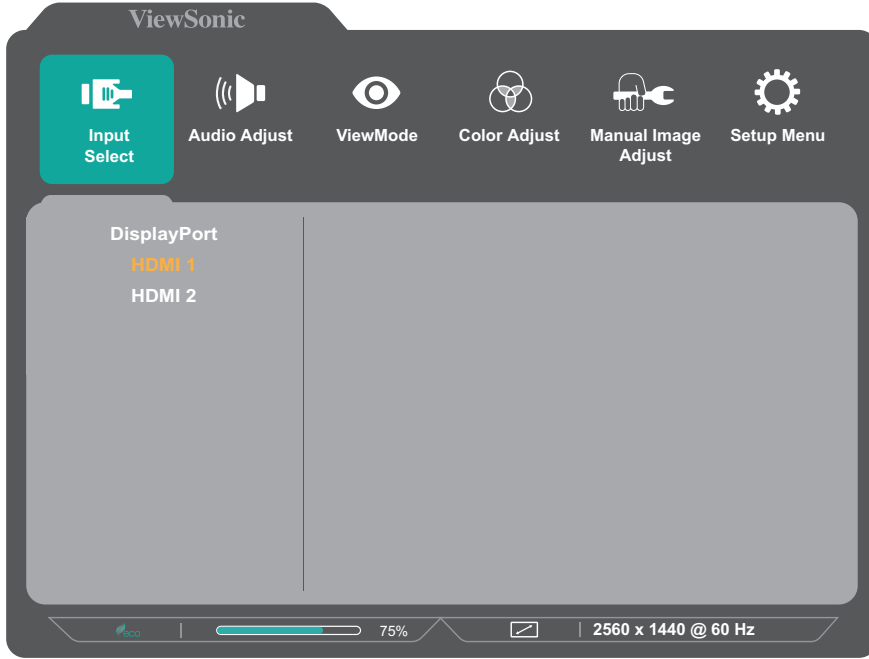 ViewSonic
Input
Select
Audio Adjust
ViewMode
Color Adjust
Manual Image
Adjust
Setup Menu
DisplayPort
HDMI 1
HDMI 2
eco
75%
2560 x 1440 @ 60 Hz